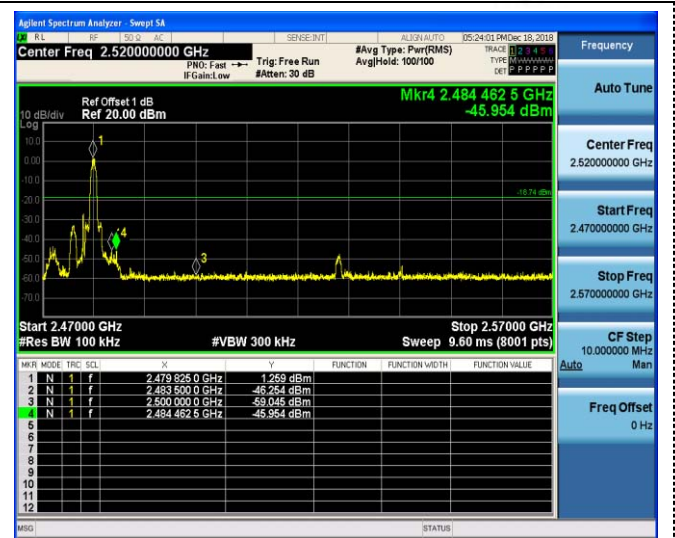 Agilent Spectrum Analyzer - Swept SA
RL RF 50 Ω AC SENSE:INT ALIGN AUTO 05:24:01 PM Dec 18, 2018
Center Freq 2.520000000 GHz
PNO: Fast Trig: Free Run
IFGain:Low #Atten: 30 dB
#Avg Type: Pwr(RMS)
Avg|Hold: 100/100
TRACE 1 2 3 4 5 6
TYPE M
DET P P P P P P
Mkr4 2.484 462 5 GHz
-45.954 dBm
Ref Offset 1 dB
10 dB/div Ref 20.00 dBm
Log
10.0
0.00
-10.0
-20.0
-30.0
-40.0
-50.0
-60.0
-70.0
1
4
3
-18.74 dBm
Start 2.47000 GHz Stop 2.57000 GHz
#Res BW 100 kHz #VBW 300 kHz Sweep 9.60 ms (8001 pts)
MKR MODE TRC SCL X Y FUNCTION FUNCTION WIDTH FUNCTION VALUE
1 N 1 f 2.479 825 0 GHz 1.259 dBm
2 N 1 f 2.483 500 0 GHz -46.254 dBm
3 N 1 f 2.500 000 0 GHz -59.045 dBm
4 N 1 f 2.484 462 5 GHz -45.954 dBm
5
6
7
8
9
10
11
12
MSG STATUS
Frequency
Auto Tune
Center Freq
2.520000000 GHz
Start Freq
2.470000000 GHz
Stop Freq
2.570000000 GHz
CF Step
10.000000 MHz
Auto Man
Freq Offset
0 Hz